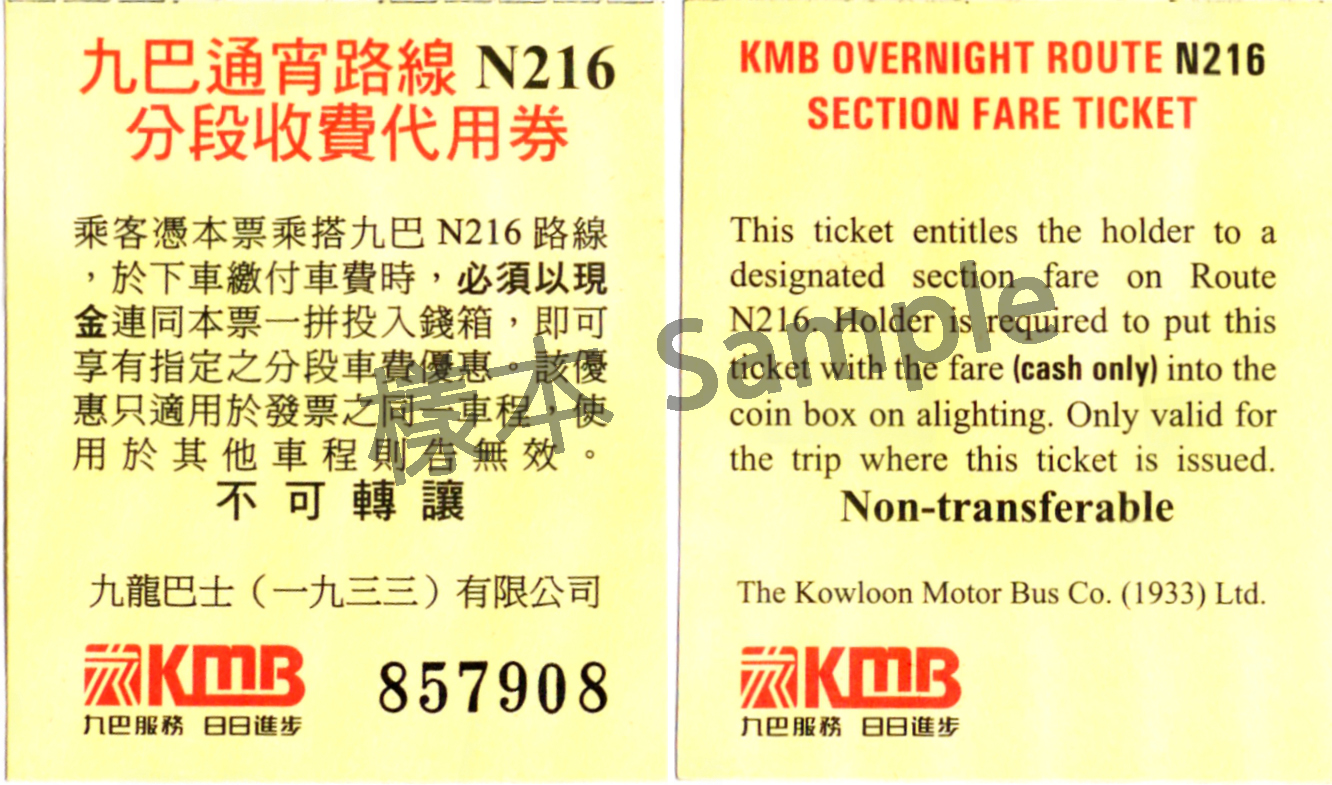 九巴通宵路線 N216
分段收費代用券
乘客憑本票乘搭九巴 N216 路線
，於下車繳付車費時，必須以現
金連同本票一拼投入錢箱，即可
享有指定之分段車費優惠。該優
惠只適用於發票之同一車程，使
用於其他車程則告無效。
不可轉讓
九龍巴士（一九三三）有限公司
KMB
九巴服務 日日進步
857908
KMB OVERNIGHT ROUTE N216
SECTION FARE TICKET
This ticket entitles the holder to a
designated section fare on Route
N216. Holder is required to put this
ticket with the fare (cash only) into the
coin box on alighting. Only valid for
the trip where this ticket is issued.
Non-transferable
The Kowloon Motor Bus Co. (1933) Ltd.
KMB
九巴服務 日日進步
樣本 Sample